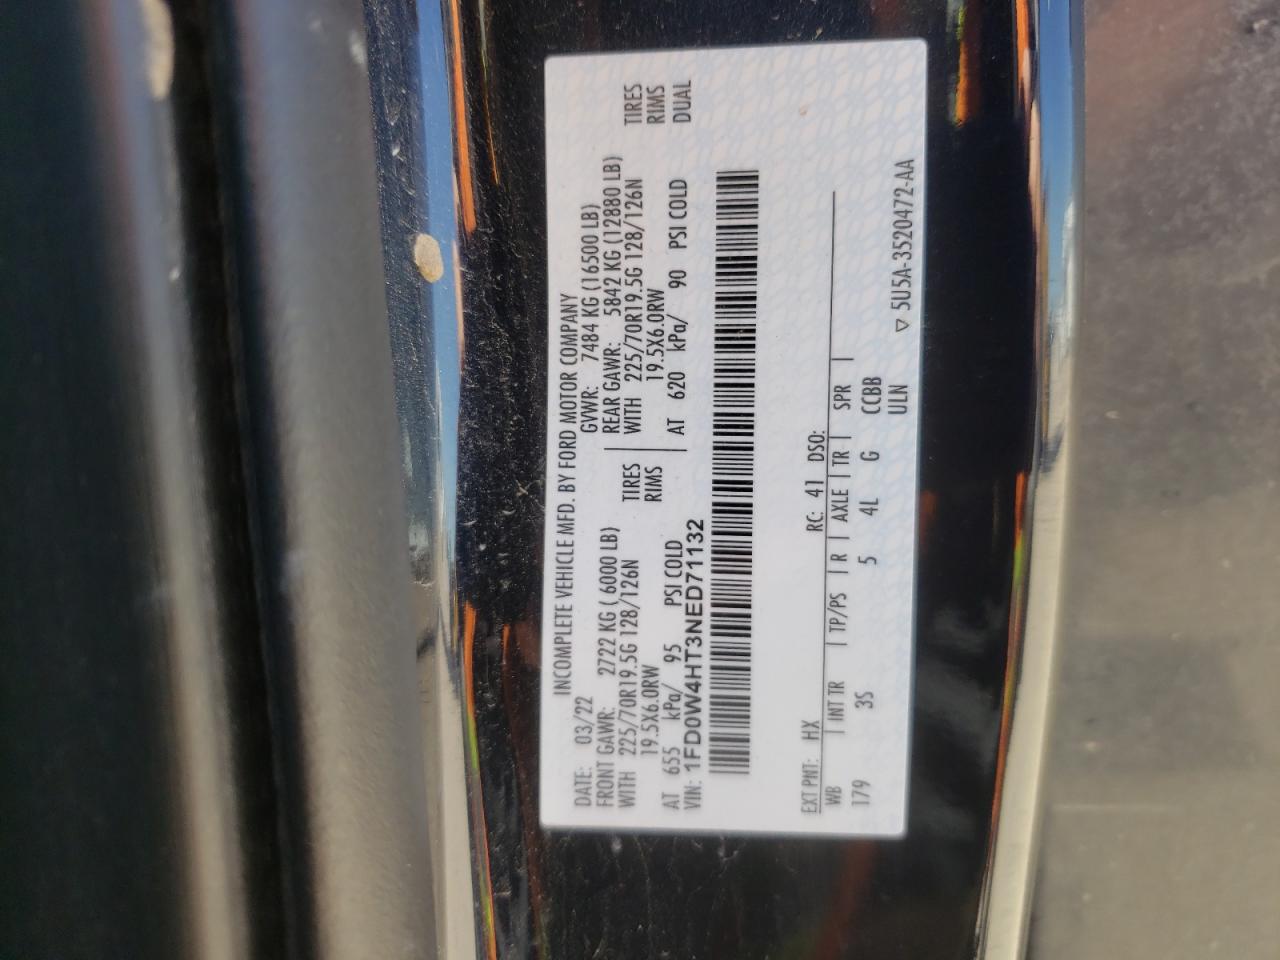 INCOMPLETE VEHICLE MFD. BY FORD MOTOR COMPANY
DATE: 03/22 GVWR: 7484 KG (16500 LB)
FRONT GAWR: 2722 KG ( 6000 LB) REAR GAWR: 5842 KG (12880 LB)
WITH 225/70R19.5G 128/126N TIRES WITH 225/70R19.5G 128/126N TIRES
19.5X6.0RW RIMS 19.5X6.0RW RIMS
AT 655 kPa/ 95 PSI COLD AT 620 kPa/ 90 PSI COLD DUAL
VIN: 1FD0W4HT3NED71132
EXT PNT: HX RC: 41 DSO:
WB | INT TR | TP/PS | R | AXLE | TR | SPR |
179 3S 5 4L G CCBB
ULN
▽ 5U5A-3520472-AA